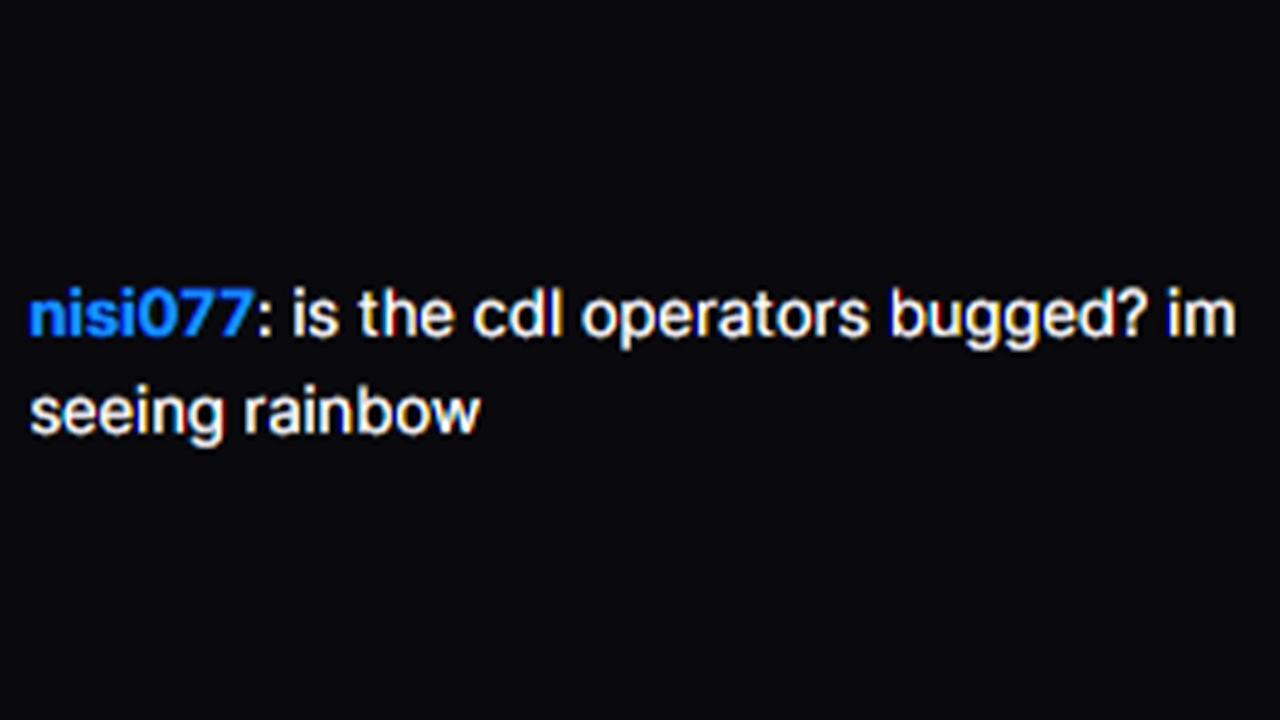 nisi077: is the cdl operators bugged? im
seeing rainbow